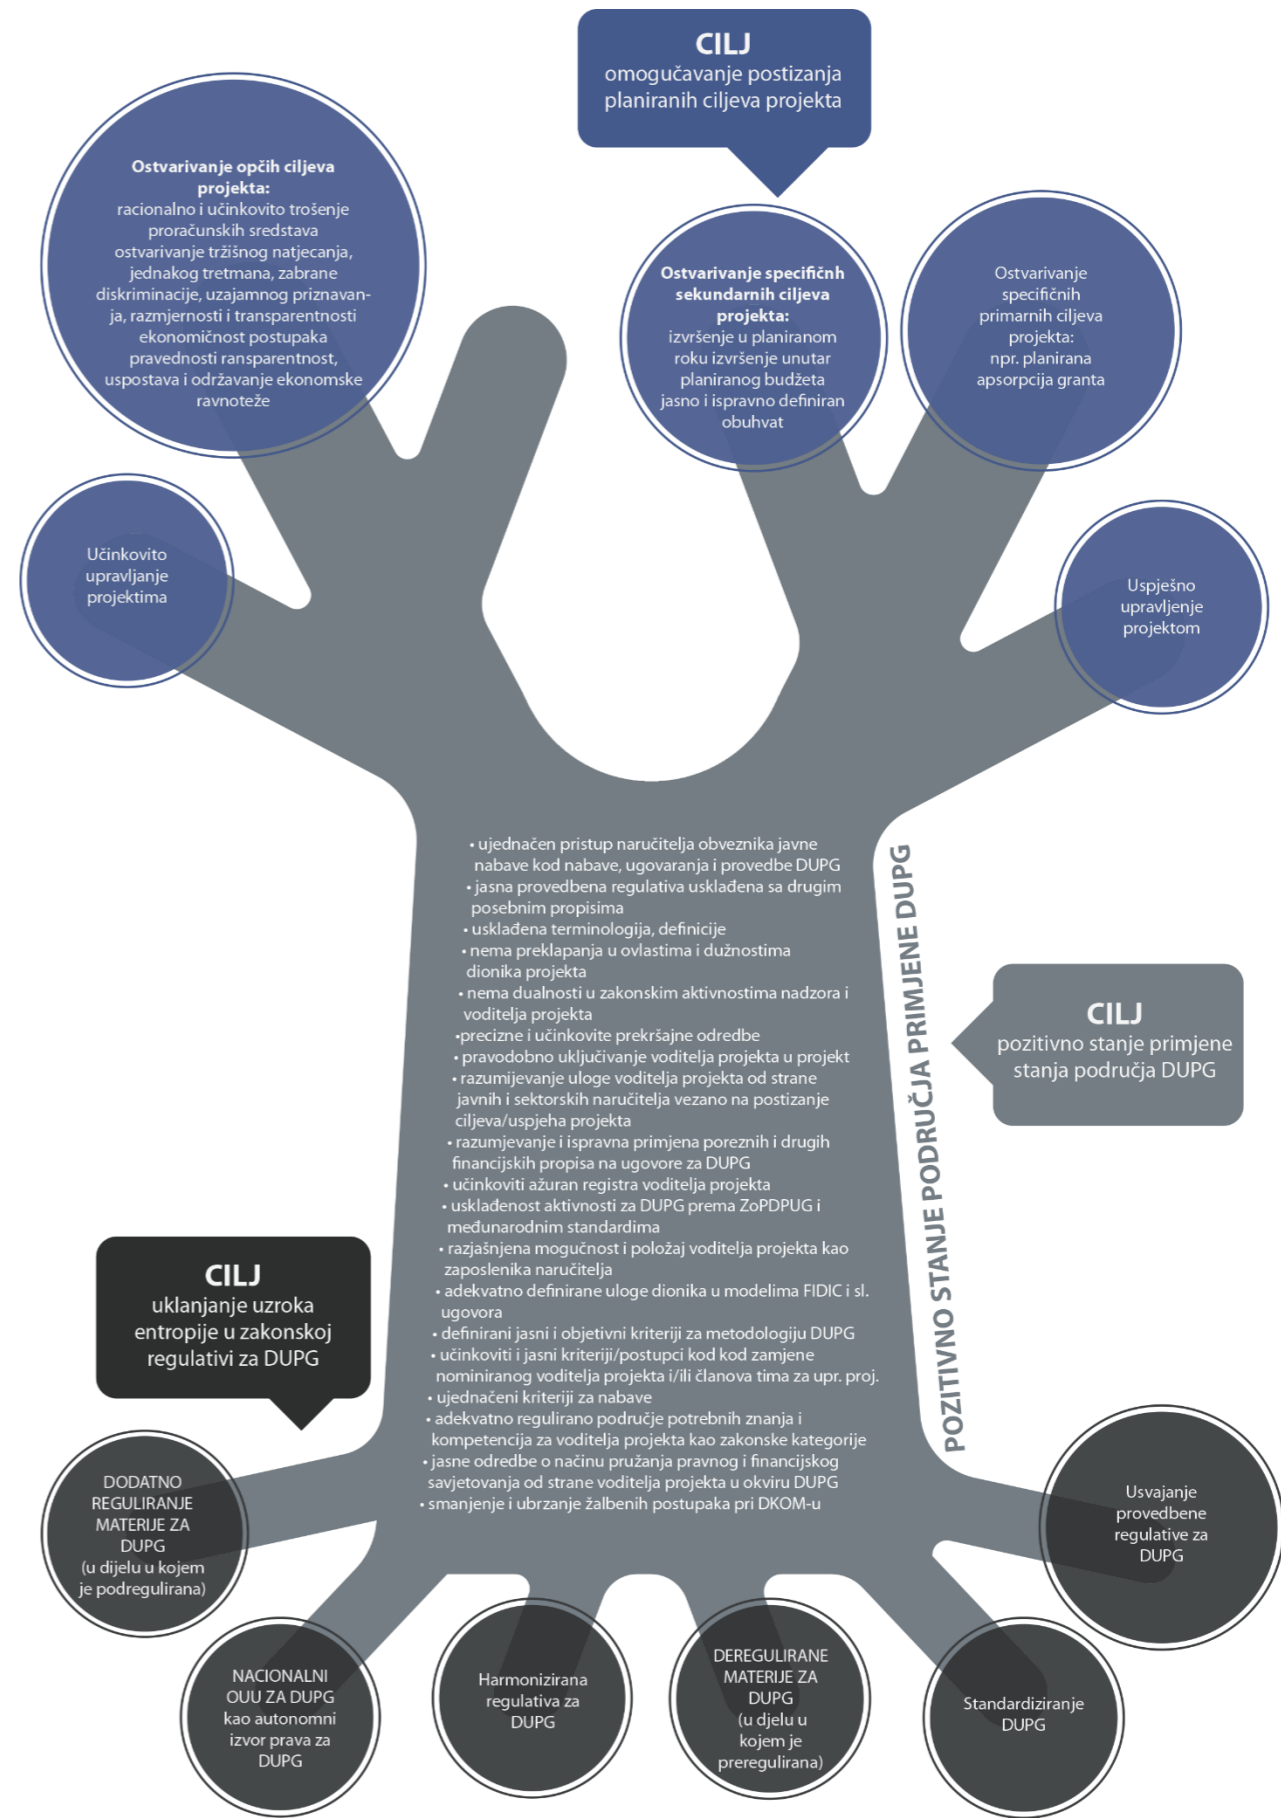 CILJ
omogučavanje postizanja
planiranih ciljeva projekta
Ostvarivanje opčih ciljeva
projekta:
racionalno i učinkovito trošenje
proračunskih sredstava
ostvarivanje tržišnog natjecanja,
jednakog tretmana, zabrane
diskriminacije, uzajamnog priznavan-
ja, razmjernosti i transparentnosti
ekonomičnost postupaka
pravednosti ransparentnost,
uspostava i održavanje ekonomske
ravnoteže
Ostvarivanje specifičnh
sekundarnih ciljeva
projekta:
izvršenje u planiranom
roku izvršenje unutar
planiranog budžeta
jasno i ispravno definiran
obuhvat
Ostvarivanje
specifičnih
primarnih ciljeva
projekta:
npr. planirana
apsorpcija granta
Učinkovito
upravljanje
projektima
Uspješno
upravljenje
projektom
• ujednačen pristup naručitelja obveznika javne
nabave kod nabave, ugovaranja i provedbe DUPG
• jasna provedbena regulativa usklađena sa drugim
posebnim propisima
• usklađena terminologija, definicije
• nema preklapanja u ovlastima i dužnostima
dionika projekta
• nema dualnosti u zakonskim aktivnostima nadzora i
voditelja projekta
•precizne i učinkovite prekršajne odredbe
• pravodobno uključivanje voditelja projekta u projekt
• razumijevanje uloge voditelja projekta od strane
javnih i sektorskih naručitelja vezano na postizanje
ciljeva/uspjeha projekta
• razumjevanje i ispravna primjena poreznih i drugih
financijskih propisa na ugovore za DUPG
• učinkoviti ažuran registra voditelja projekta
• usklađenost aktivnosti za DUPG prema ZoPDPUG i
međunarodnim standardima
• razjašnjena mogučnost i položaj voditelja projekta kao
zaposlenika naručitelja
• adekvatno definirane uloge dionika u modelima FIDIC i sl.
ugovora
• definirani jasni i objetivni kriteriji za metodologiju DUPG
• učinkoviti i jasni kriteriji/postupci kod kod zamjene
nominiranog voditelja projekta i/ili članova tima za upr. proj.
• ujednačeni kriteriji za nabave
• adekvatno regulirano područje potrebnih znanja i
kompetencija za voditelja projekta kao zakonske kategorije
• jasne odredbe o načinu pružanja pravnog i financijskog
savjetovanja od strane voditelja projekta u okviru DUPG
• smanjenje i ubrzanje žalbenih postupaka pri DKOM-u
POZITIVNO STANJE PODRUČJA PRIMJENE DUPG
CILJ
pozitivno stanje primjene
stanja područja DUPG
CILJ
uklanjanje uzroka
entropije u zakonskoj
regulativi za DUPG
DODATNO
REGULIRANJE
MATERIJE ZA
DUPG
(u dijelu u kojem
je podregulirana)
NACIONALNI
OUU ZA DUPG
kao autonomni
izvor prava za
DUPG
Harmonizirana
regulativa za
DUPG
DEREGULIRANE
MATERIJE ZA
DUPG
(u djelu u
kojem je
preregulirana)
Standardiziranje
DUPG
Usvajanje
provedbene
regulative za
DUPG